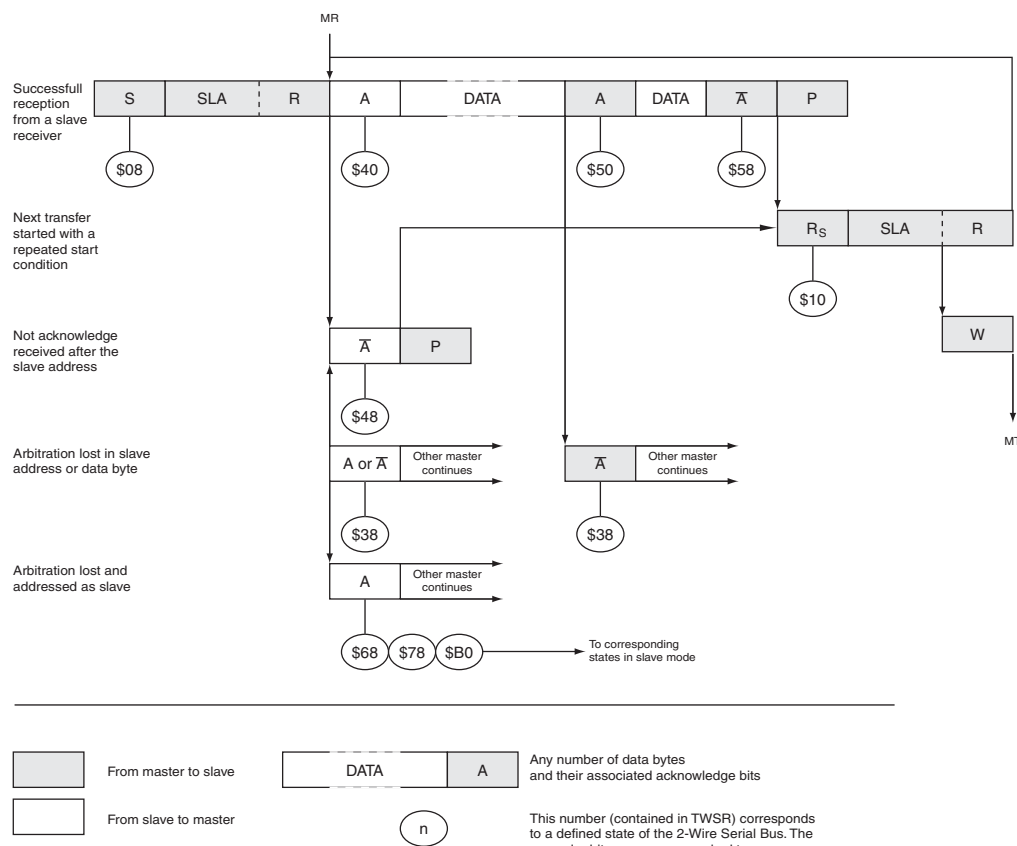 MR
Successfull
reception
from a slave
receiver
S SLA R A DATA A DATA A̅ P
$08 $40 $50 $58
Next transfer
started with a
repeated start
condition
RS SLA R
$10
Not acknowledge
received after the
slave address
A̅ P
W
$48
MT
Arbitration lost in slave
address or data byte
A or A̅ Other master
continues
A̅ Other master
continues
$38 $38
Arbitration lost and
addressed as slave
A Other master
continues
$68 $78 $B0 To corresponding
states in slave mode
From master to slave
DATA A Any number of data bytes
and their associated acknowledge bits
From slave to master
n This number (contained in TWSR) corresponds
to a defined state of the 2-Wire Serial Bus. The